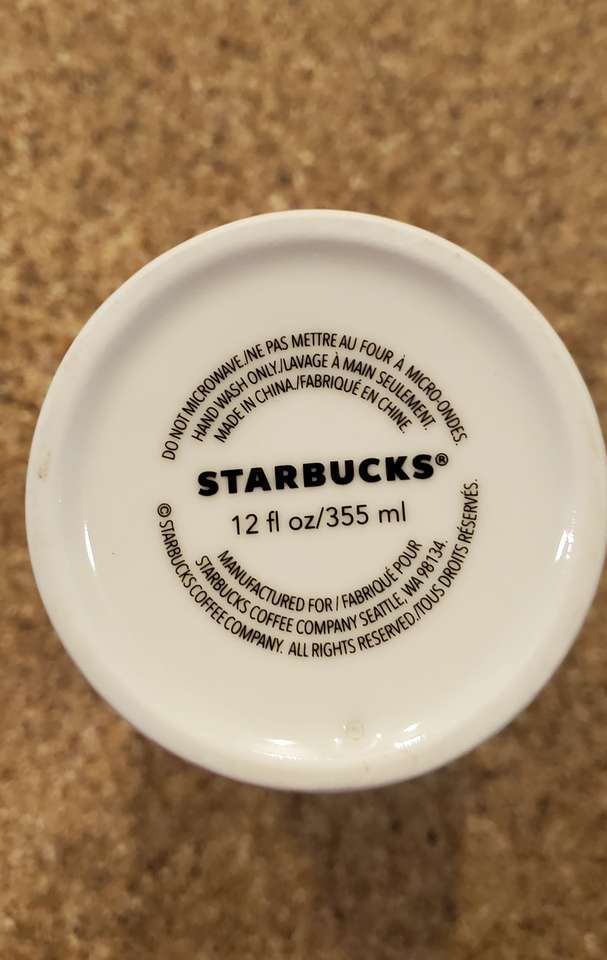 DO NOT MICROWAVE./NE PAS METTRE AU FOUR À MICRO-ONDES.
HAND WASH ONLY./LAVAGE À MAIN SEULEMENT.
MADE IN CHINA./FABRIQUÉ EN CHINE.
STARBUCKS®
12 fl oz/355 ml
MANUFACTURED FOR / FABRIQUÉ POUR
STARBUCKS COFFEE COMPANY SEATTLE, WA 98134.
© STARBUCKS COFFEE COMPANY. ALL RIGHTS RESERVED./TOUS DROITS RÉSERVÉS.